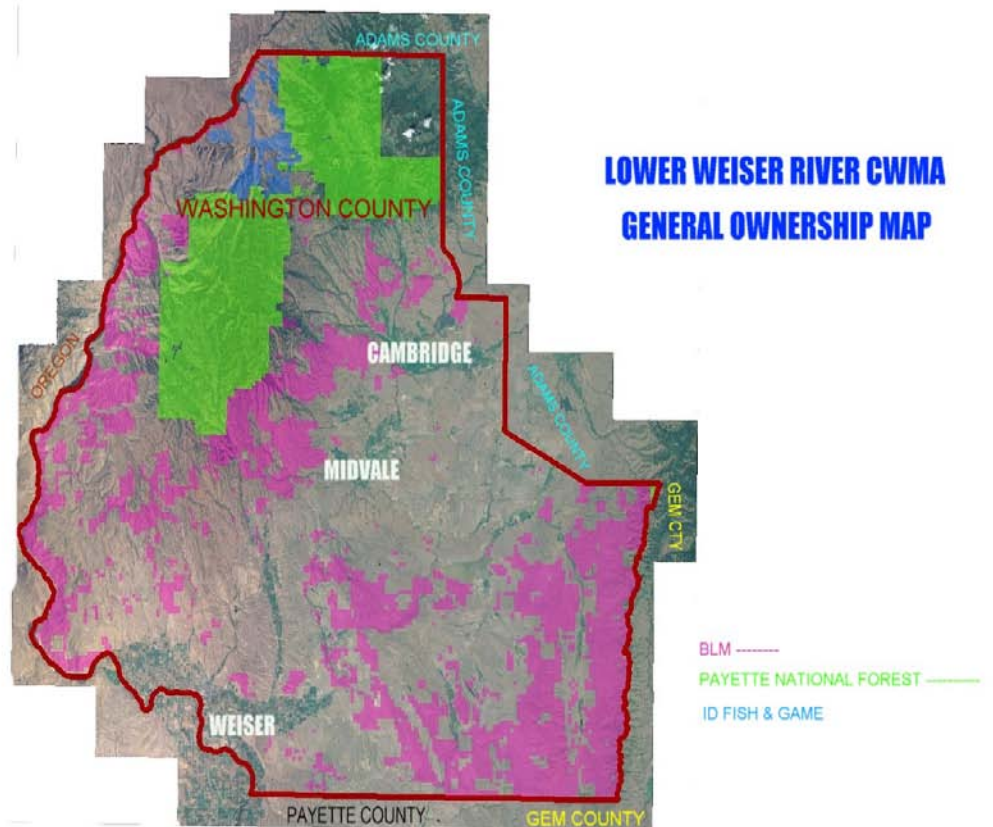 ADAMS COUNTY
ADAMS COUNTY
LOWER WEISER RIVER CWMA
GENERAL OWNERSHIP MAP
WASHINGTON COUNTY
OREGON
CAMBRIDGE
ADAMS COUNTY
MIDVALE
GEM CTY
BLM --------
PAYETTE NATIONAL FOREST ----------
ID FISH & GAME
WEISER
PAYETTE COUNTY .
GEM COUNTY